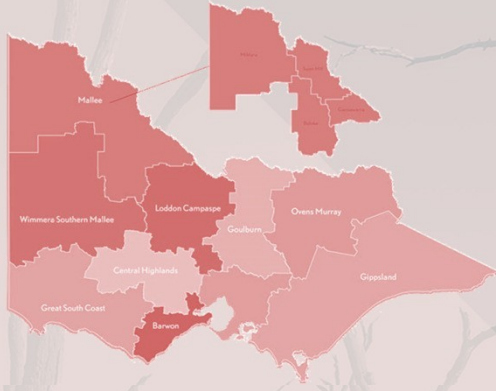 Mallee
Wimmera Southern Mallee
Loddon Campaspe
Goulburn
Ovens Murray
Central Highlands
Gippsland
Great South Coast
Barwon